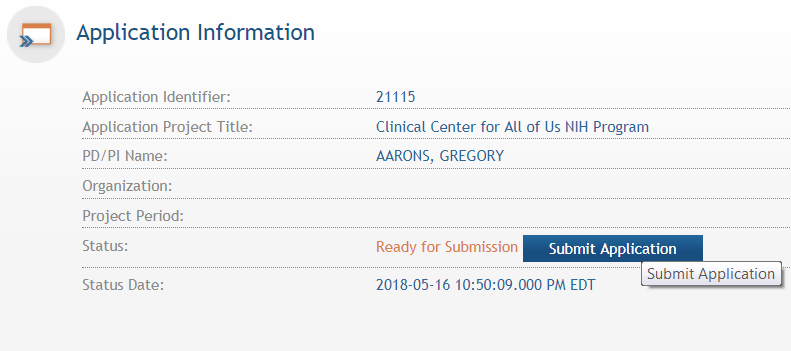 Application Information
Application Identifier: 21115
Application Project Title: Clinical Center for All of Us NIH Program
PD/PI Name: AARONS, GREGORY
Organization:
Project Period:
Status: Ready for Submission Submit Application
Submit Application
Status Date: 2018-05-16 10:50:09.000 PM EDT